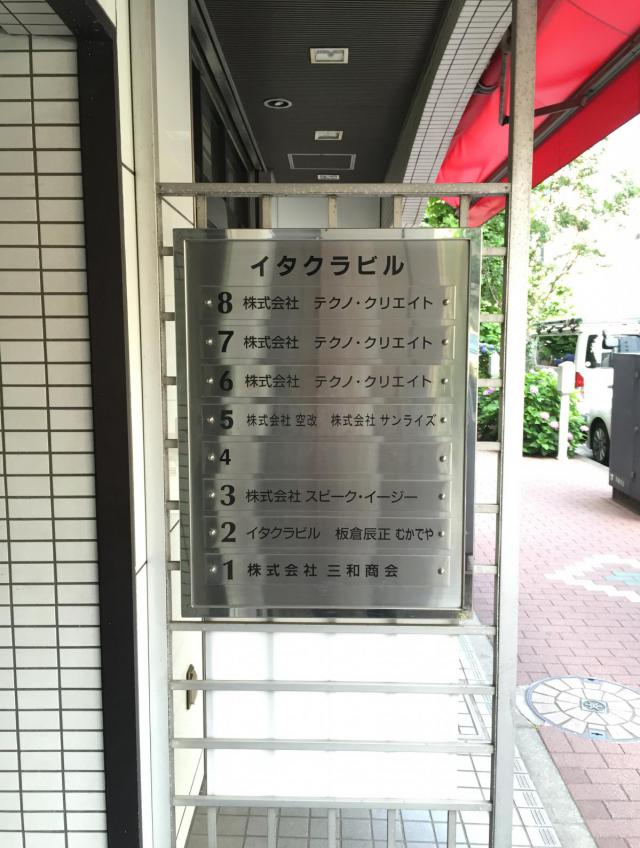 イタクラビル
8 株式会社 テクノ・クリエイト
7 株式会社 テクノ・クリエイト
6 株式会社 テクノ・クリエイト
5 株式会社 空改 株式会社 サンライズ
4
3 株式会社 スピーク・イージー
2 イタクラビル 板倉辰正 むかでや
1 株式会社 三和商会